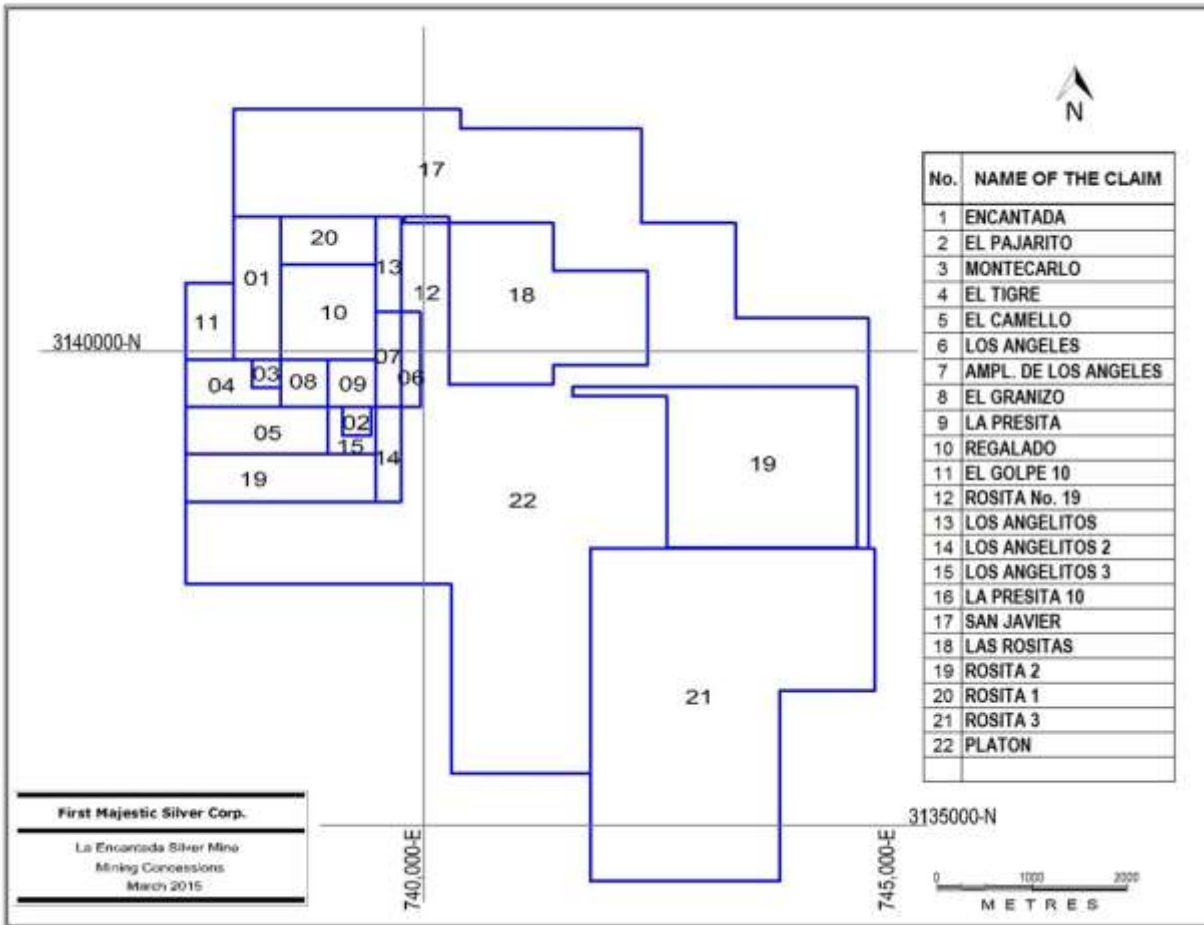 N
17
20
01
13
12
18
10
11
3140000-N
07
03
04
08
09
06
02
05
15
14
19
19
22
21
No. NAME OF THE CLAIM
1 ENCANTADA
2 EL PAJARITO
3 MONTECARLO
4 EL TIGRE
5 EL CAMELLO
6 LOS ANGELES
7 AMPL. DE LOS ANGELES
8 EL GRANIZO
9 LA PRESITA
10 REGALADO
11 EL GOLPE 10
12 ROSITA No. 19
13 LOS ANGELITOS
14 LOS ANGELITOS 2
15 LOS ANGELITOS 3
16 LA PRESITA 10
17 SAN JAVIER
18 LAS ROSITAS
19 ROSITA 2
20 ROSITA 1
21 ROSITA 3
22 PLATON
First Majestic Silver Corp.
La Encantada Silver Mine
Mining Concessions
March 2015
3135000-N
740,000-E
745,000-E
0 1000 2000
METRES